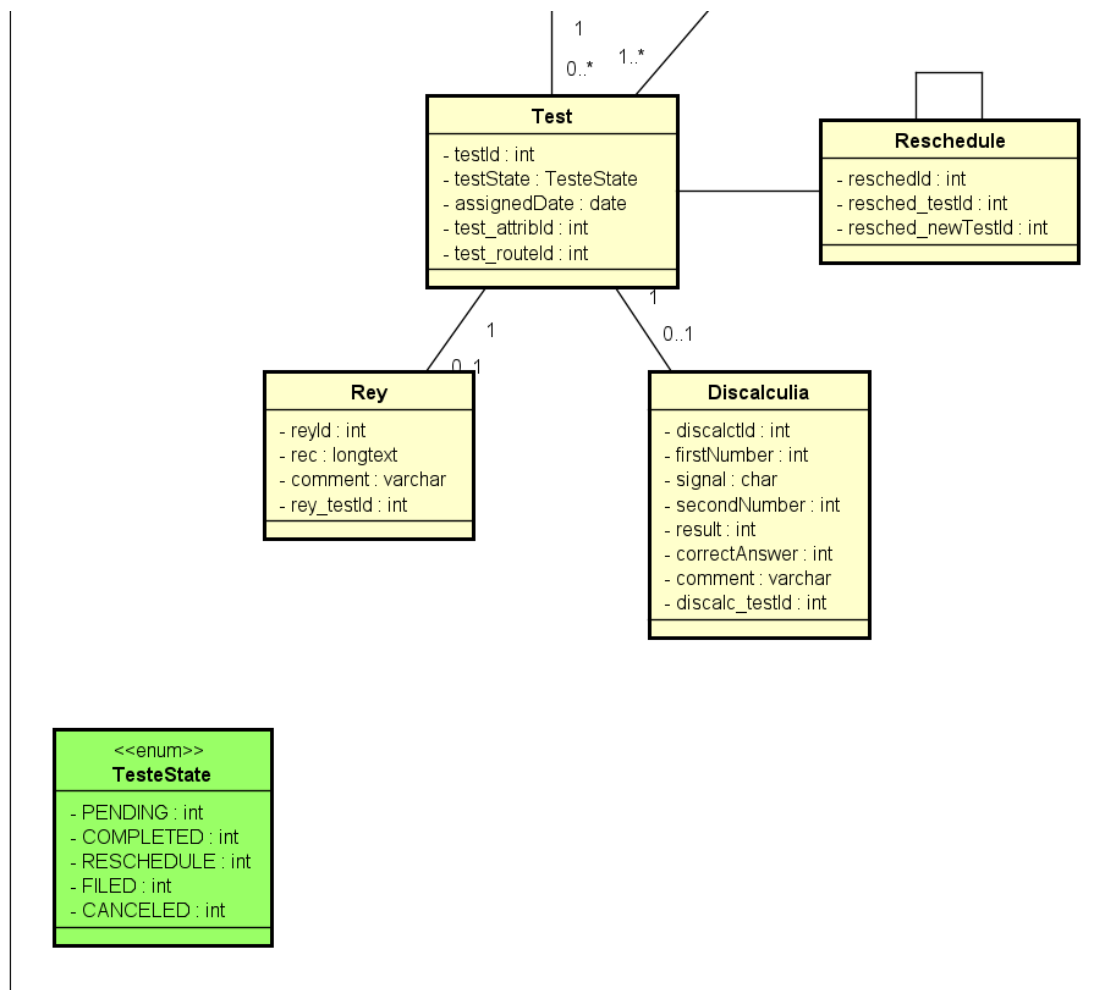 1
0..*
1..*
Test
- testId : int
- testState : TesteState
- assignedDate : date
- test_attribId : int
- test_routeId : int
Reschedule
- reschedId : int
- resched_testId : int
- resched_newTestId : int
1
0..1
1
0..1
Rey
- reyId : int
- rec : longtext
- comment : varchar
- rey_testId : int
Discalculia
- discalctId : int
- firstNumber : int
- signal : char
- secondNumber : int
- result : int
- correctAnswer : int
- comment : varchar
- discalc_testId : int
<<enum>>
TesteState
- PENDING : int
- COMPLETED : int
- RESCHEDULE : int
- FILED : int
- CANCELED : int